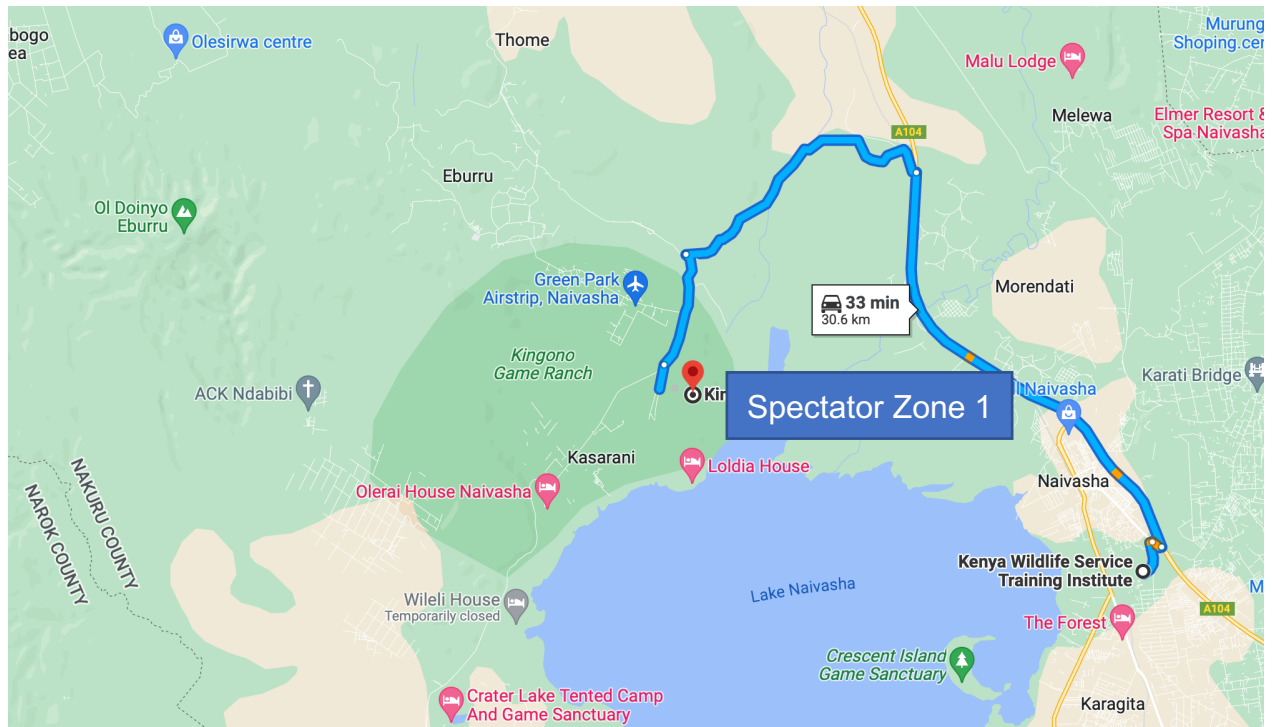 bogo
ea
Olesirwa centre
Thome
Murung
Shoping.cen
Malu Lodge
Melewa
Elmer Resort &
Spa Naivasha
A104
Eburru
Ol Doinyo
Eburru
Green Park
Airstrip, Naivasha
Morendati
33 min
30.6 km
Kingono
Game Ranch
Karati Bridge
ACK Ndabibi
Kin
Spectator Zone 1
Naivasha
Kasarani
Loldia House
Olerai House Naivasha
Naivasha
NAKURU COUNTY
NAROK COUNTY
Kenya Wildlife Service
Training Institute
Lake Naivasha
Wileli House
Temporarily closed
A104
The Forest
Crescent Island
Game Sanctuary
Crater Lake Tented Camp
And Game Sanctuary
Karagita